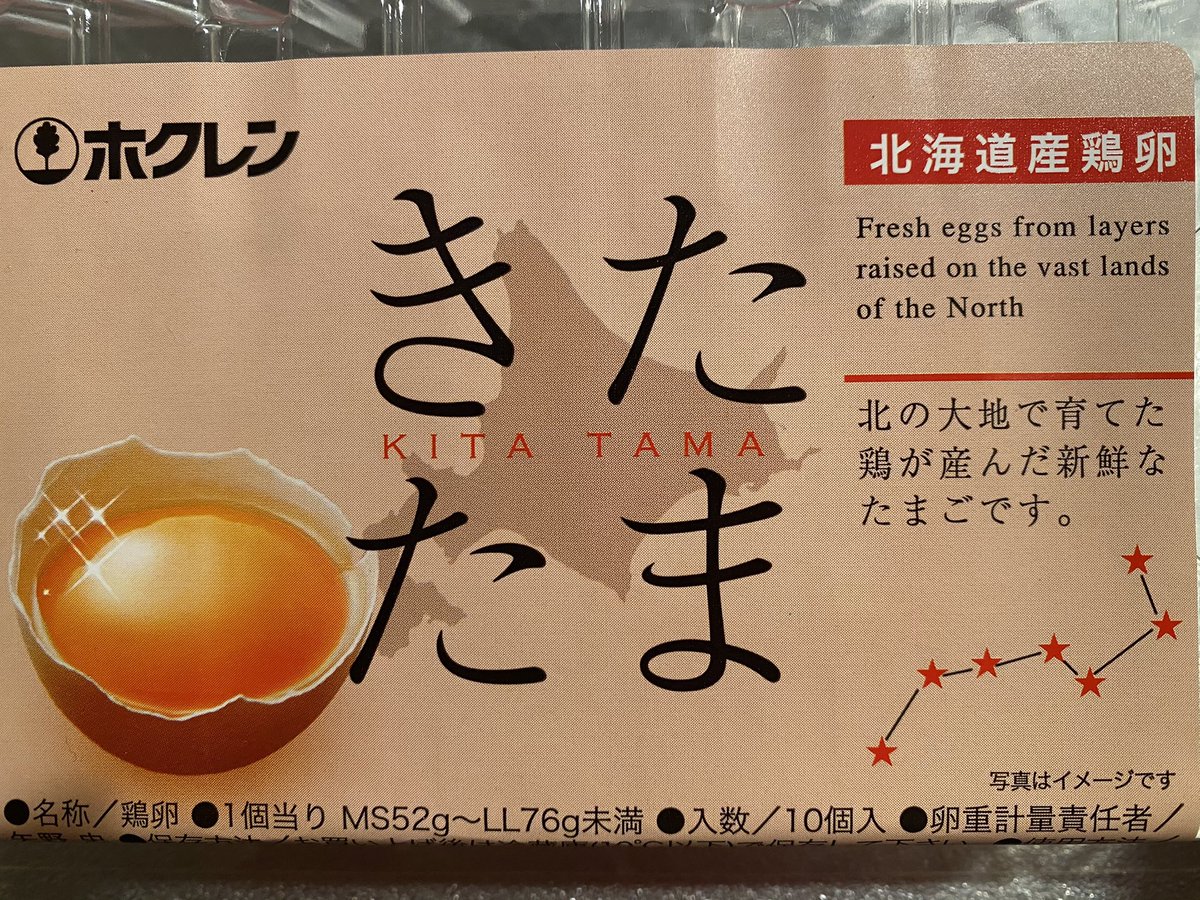 ホクレン
北海道産鶏卵
Fresh eggs from layers
raised on the vast lands
of the North
きた
KITA TAMA
たま
北の大地で育てた
鶏が産んだ新鮮な
たまごです。
写真はイメージです
●名称／鶏卵 ●1個当り MS52g〜LL76g未満 ●入数／10個入 ●卵重計量責任者／